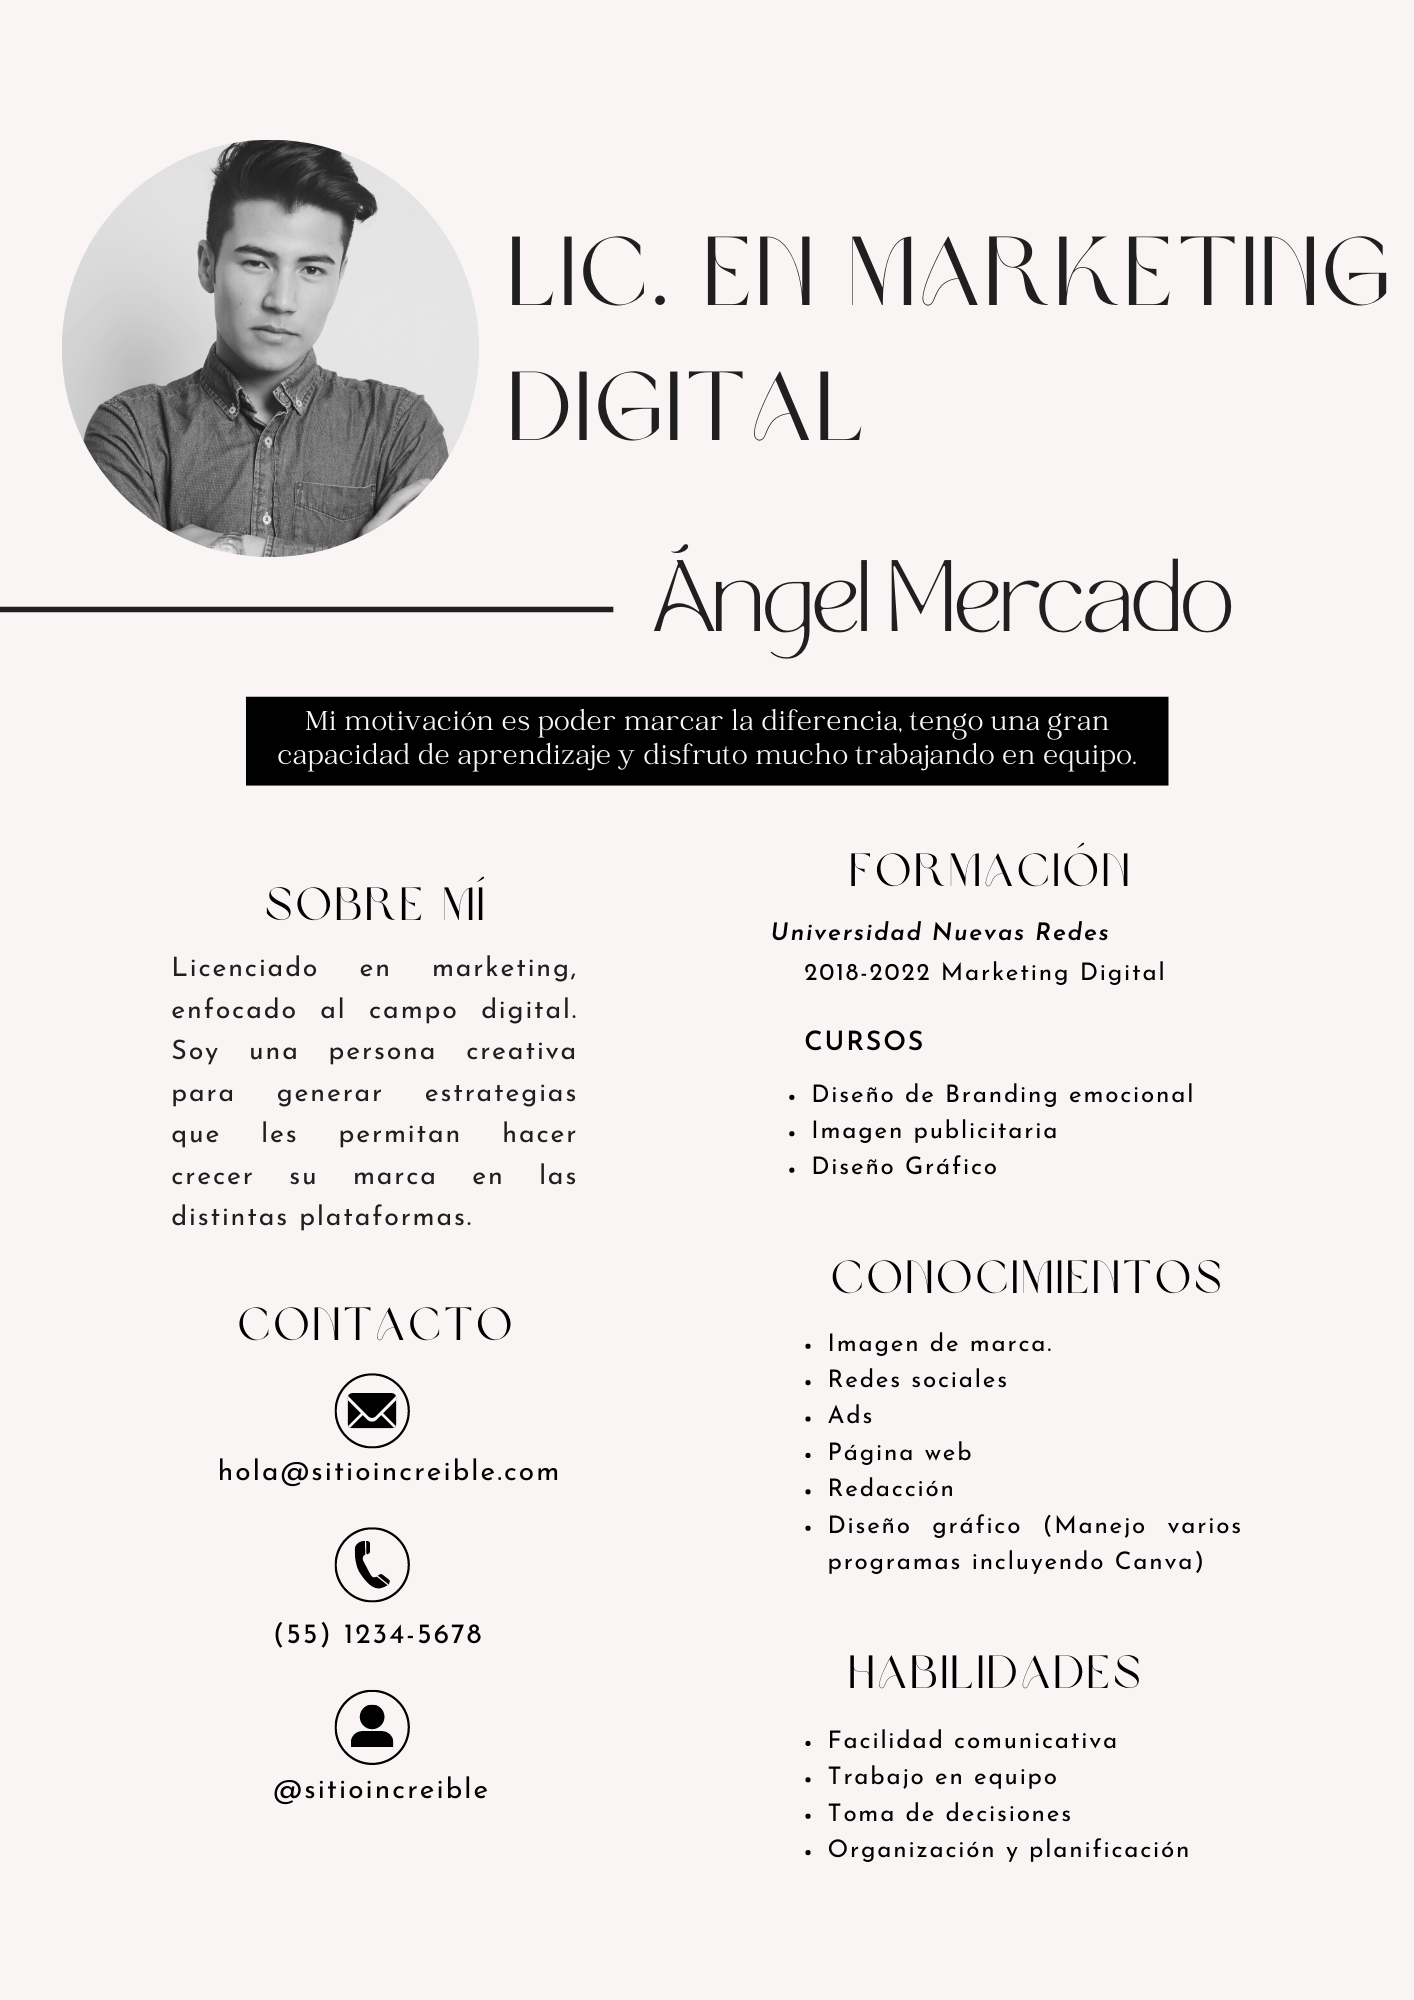 LIC. EN MARKETING
DIGITAL
Ángel Mercado
Mi motivación es poder marcar la diferencia, tengo una gran
capacidad de aprendizaje y disfruto mucho trabajando en equipo.
SOBRE MÍ
Licenciado en marketing,
enfocado al campo digital.
Soy una persona creativa
para generar estrategias
que les permitan hacer
crecer su marca en las
distintas plataformas.
CONTACTO
hola@sitioincreible.com
(55) 1234-5678
@sitioincreible
FORMACIÓN
Universidad Nuevas Redes
2018-2022 Marketing Digital
CURSOS
• Diseño de Branding emocional
• Imagen publicitaria
• Diseño Gráfico
CONOCIMIENTOS
• Imagen de marca.
• Redes sociales
• Ads
• Página web
• Redacción
• Diseño gráfico (Manejo varios
programas incluyendo Canva)
HABILIDADES
• Facilidad comunicativa
• Trabajo en equipo
• Toma de decisiones
• Organización y planificación